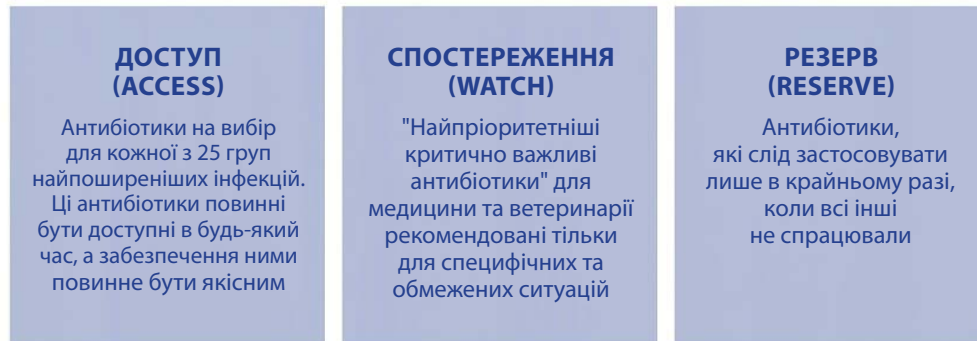 ДОСТУП
(ACCESS)
Антибіотики на вибір
для кожної з 25 груп
найпоширеніших інфекцій.
Ці антибіотики повинні
бути доступні в будь-який
час, а забезпечення ними
повинне бути якісним
СПОСТЕРЕЖЕННЯ
(WATCH)
"Найпріоритетніші
критично важливі
антибіотики" для
медицини та ветеринарії
рекомендовані тільки
для специфічних та
обмежених ситуацій
РЕЗЕРВ
(RESERVE)
Антибіотики,
які слід застосовувати
лише в крайньому разі,
коли всі інші
не спрацювали